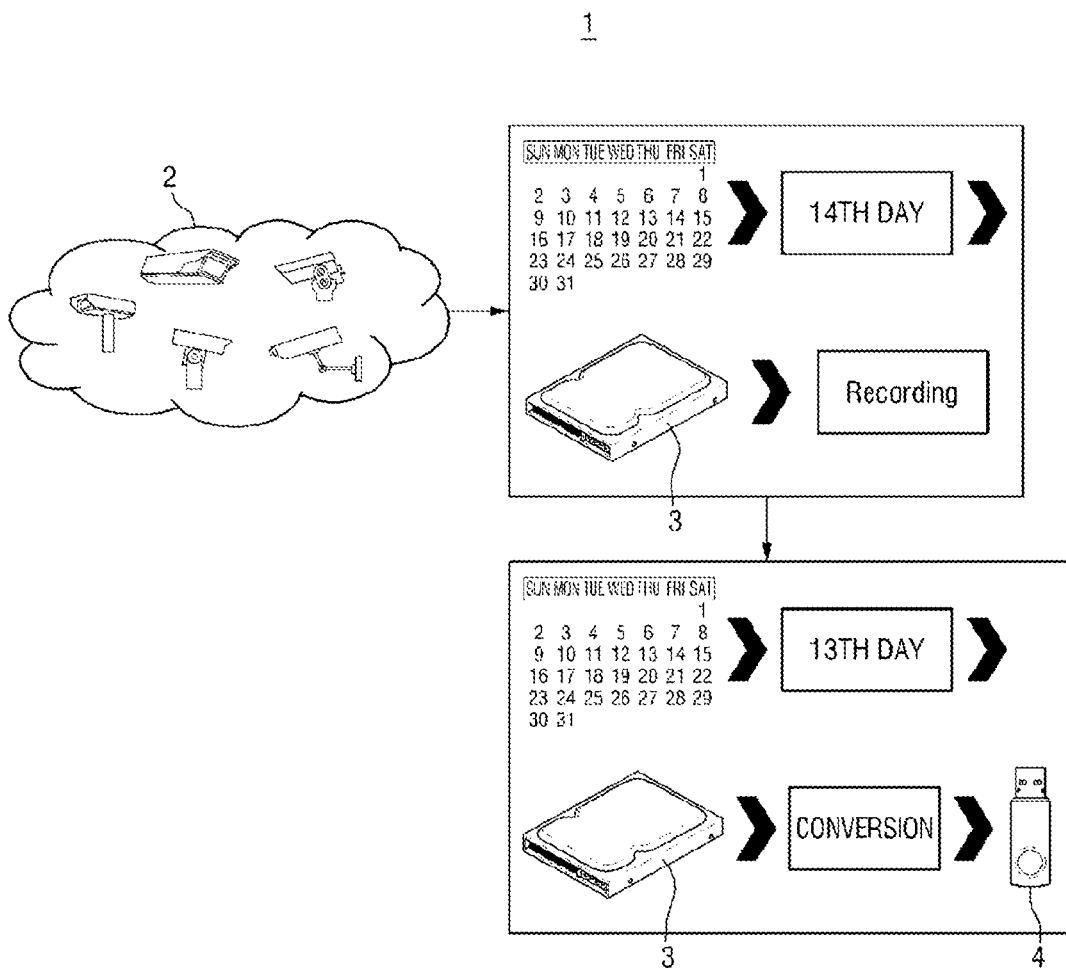 1
2
SUN MON TUE WED THU FRI SAT
1
2 3 4 5 6 7 8
9 10 11 12 13 14 15
16 17 18 19 20 21 22
23 24 25 26 27 28 29
30 31
14TH DAY
Recording
3
SUN MON TUE WED THU FRI SAT
1
2 3 4 5 6 7 8
9 10 11 12 13 14 15
16 17 18 19 20 21 22
23 24 25 26 27 28 29
30 31
13TH DAY
CONVERSION
3
4